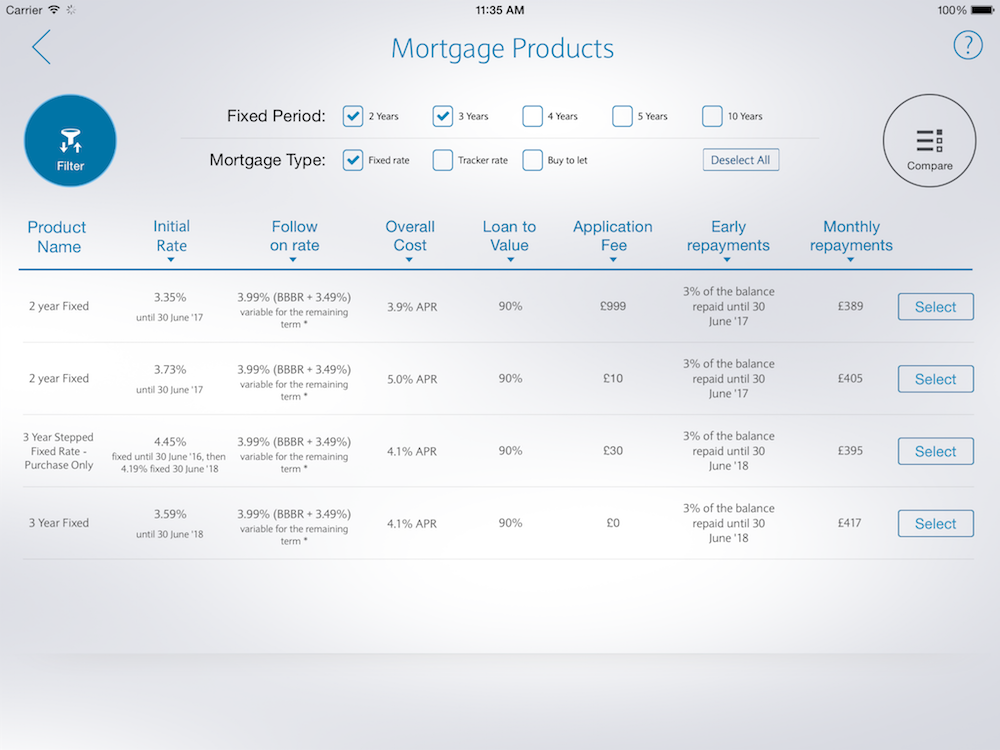 Carrier
11:35 AM
100%
Mortgage Products
?
Filter
Fixed Period:
2 Years
3 Years
4 Years
5 Years
10 Years
Mortgage Type:
Fixed rate
Tracker rate
Buy to let
Deselect All
Compare
Product
Name
Initial
Rate
Follow
on rate
Overall
Cost
Loan to
Value
Application
Fee
Early
repayments
Monthly
repayments
2 year Fixed
3.35%
until 30 June '17
3.99% (BBBR + 3.49%)
variable for the remaining
term *
3.9% APR
90%
£999
3% of the balance
repaid until 30
June '17
£389
Select
2 year Fixed
3.73%
until 30 June '17
3.99% (BBBR + 3.49%)
variable for the remaining
term *
5.0% APR
90%
£10
3% of the balance
repaid until 30
June '17
£405
Select
3 Year Stepped
Fixed Rate -
Purchase Only
4.45%
fixed until 30 June '16, then
4.19% fixed 30 June '18
3.99% (BBBR + 3.49%)
variable for the remaining
term *
4.1% APR
90%
£30
3% of the balance
repaid until 30
June '18
£395
Select
3 Year Fixed
3.59%
until 30 June '18
3.99% (BBBR + 3.49%)
variable for the remaining
term *
4.1% APR
90%
£0
3% of the balance
repaid until 30
June '18
£417
Select